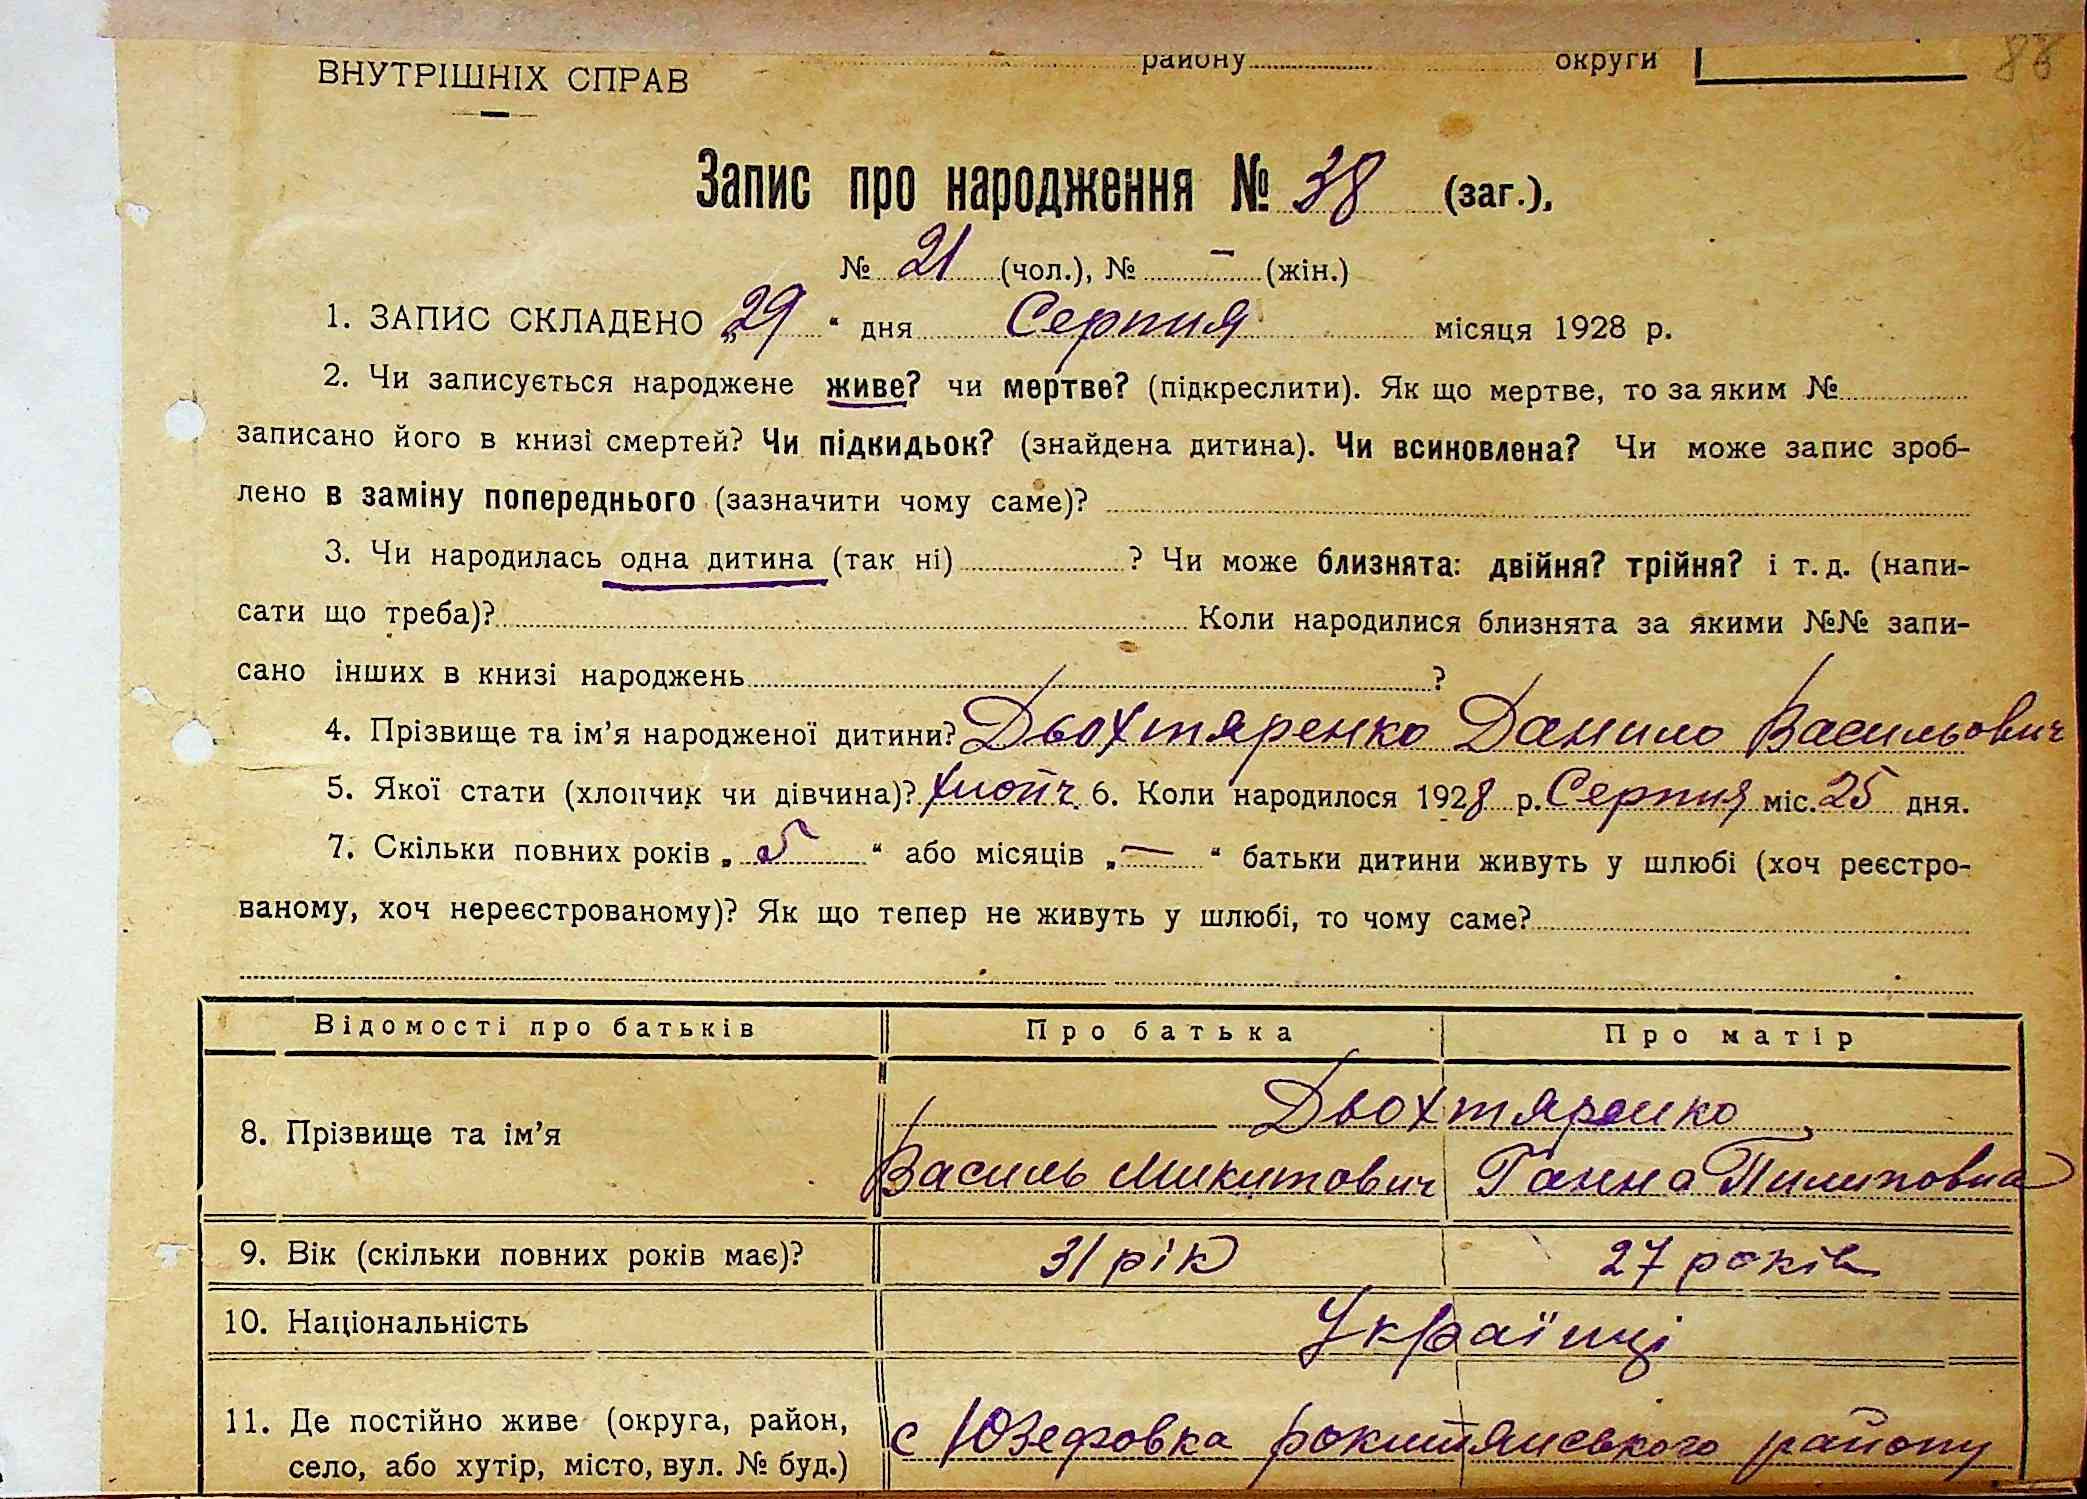 ВНУТРІШНІХ СПРАВ
району округи
88
Запис про народження № 38 (заг.),
№ 21 (чол.), № – (жін.)
1. ЗАПИС СКЛАДЕНО „29“ дня Серпня місяця 1928 р.
2. Чи записується народжене живе? чи мертве? (підкреслити). Як що мертве, то за яким №
записано його в книзі смертей? Чи підкидьок? (знайдена дитина). Чи всиновлена? Чи може запис зроб-
лено в заміну попереднього (зазначити чому саме)?
3. Чи народилась одна дитина (так ні) ? Чи може близнята: двійня? трійня? і т. д. (напи-
сати що треба)? Коли народилися близнята за якими №№ запи-
сано інших в книзі народжень ?
4. Прізвище та ім’я народженої дитини? Дьохтяренко Данило Васильович
5. Якої стати (хлопчик чи дівчина)? хлопч. 6. Коли народилося 1928 р. Серпня міс. 25 дня.
7. Скільки повних років „5“ або місяців „—“ батьки дитини живуть у шлюбі (хоч реєстро-
ваному, хоч нереєстрованому)? Як що тепер не живуть у шлюбі, то чому саме?
Відомості про батьків Про батька Про матір
8. Прізвище та ім’я Дьохтяренко
Василь Микитович Ганна Пилиповна
9. Вік (скільки повних років має)? 31 рік 27 років
10. Національність Українці
11. Де постійно живе (округа, район, с Юзефовка рокитянського району
село, або хутір, місто, вул. № буд.)